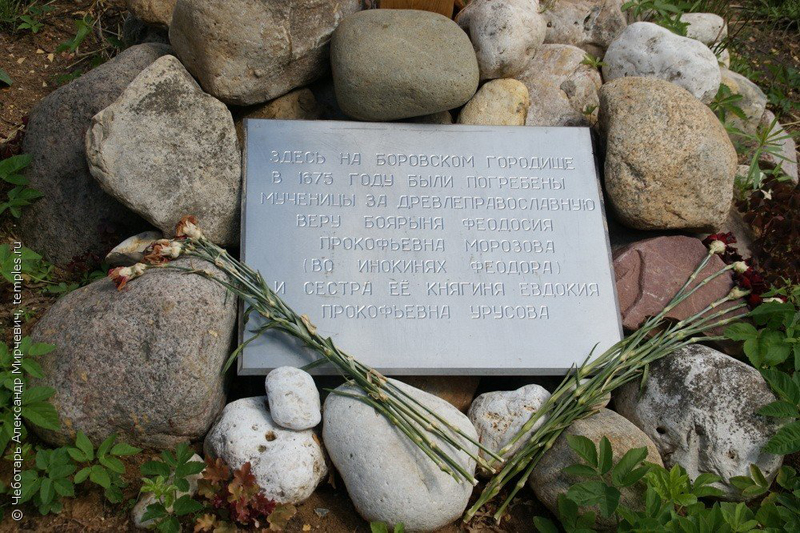 ЗДЕСЬ НА БОРОВСКОМ ГОРОДИЩЕ
В 1675 ГОДУ БЫЛИ ПОГРЕБЕНЫ
МУЧЕНИЦЫ ЗА ДРЕВЛЕПРАВОСЛАВНУЮ
ВЕРУ БОЯРЫНЯ ФЕОДОСИЯ
ПРОКОФЬЕВНА МОРОЗОВА
(ВО ИНОКИНЯХ ФЕОДОРА)
И СЕСТРА ЕЁ КНЯГИНЯ ЕВДОКИЯ
ПРОКОФЬЕВНА УРУСОВА
© Чеботарь Александр Мирчевич, temples.ru